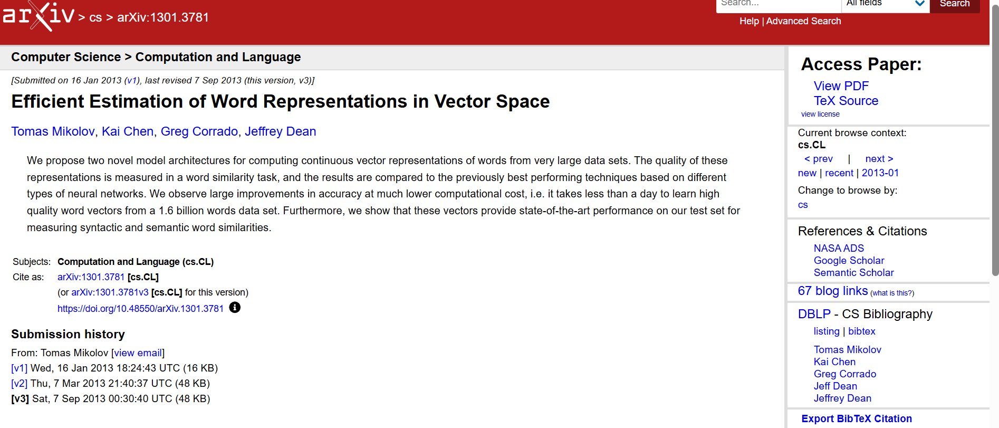 arXiv > cs > arXiv:1301.3781
Search...
All fields
Search
Help | Advanced Search
Computer Science > Computation and Language
[Submitted on 16 Jan 2013 (v1), last revised 7 Sep 2013 (this version, v3)]
Efficient Estimation of Word Representations in Vector Space
Tomas Mikolov, Kai Chen, Greg Corrado, Jeffrey Dean
We propose two novel model architectures for computing continuous vector representations of words from very large data sets. The quality of these
representations is measured in a word similarity task, and the results are compared to the previously best performing techniques based on different
types of neural networks. We observe large improvements in accuracy at much lower computational cost, i.e. it takes less than a day to learn high
quality word vectors from a 1.6 billion words data set. Furthermore, we show that these vectors provide state-of-the-art performance on our test set for
measuring syntactic and semantic word similarities.
Subjects: Computation and Language (cs.CL)
Cite as: arXiv:1301.3781 [cs.CL]
(or arXiv:1301.3781v3 [cs.CL] for this version)
https://doi.org/10.48550/arXiv.1301.3781
Submission history
From: Tomas Mikolov [view email]
[v1] Wed, 16 Jan 2013 18:24:43 UTC (16 KB)
[v2] Thu, 7 Mar 2013 21:40:37 UTC (48 KB)
[v3] Sat, 7 Sep 2013 00:30:40 UTC (48 KB)
Access Paper:
View PDF
TeX Source
view license
Current browse context:
cs.CL
< prev | next >
new | recent | 2013-01
Change to browse by:
cs
References & Citations
NASA ADS
Google Scholar
Semantic Scholar
67 blog links (what is this?)
DBLP - CS Bibliography
listing | bibtex
Tomas Mikolov
Kai Chen
Greg Corrado
Jeff Dean
Jeffrey Dean
Export BibTeX Citation